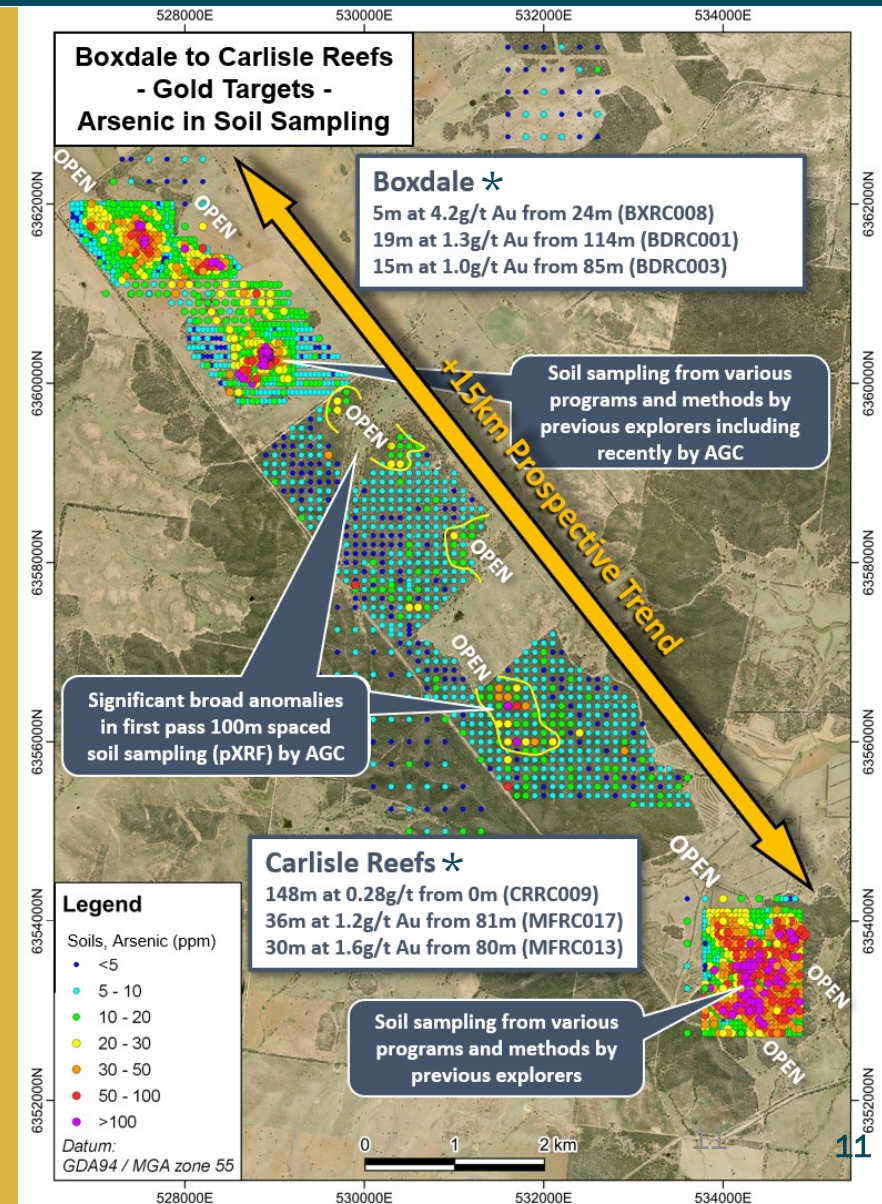 528000E
530000E
532000E
534000E
Boxdale to Carlisle Reefs
- Gold Targets -
Arsenic in Soil Sampling
OPEN
OPEN
6362000N
6362000N
Boxdale *
5m at 4.2g/t Au from 24m (BXRC008)
19m at 1.3g/t Au from 114m (BDRC001)
15m at 1.0g/t Au from 85m (BDRC003)
6360000N
6360000N
+15km Prospective Trend
Soil sampling from various
programs and methods by
previous explorers including
recently by AGC
OPEN
OPEN
6358000N
6358000N
OPEN
Significant broad anomalies
in first pass 100m spaced
soil sampling (pXRF) by AGC
6356000N
6356000N
Carlisle Reefs *
148m at 0.28g/t from 0m (CRRC009)
36m at 1.2g/t Au from 81m (MFRC017)
30m at 1.6g/t Au from 80m (MFRC013)
OPEN
6354000N
6354000N
OPEN
OPEN
Soil sampling from various
programs and methods by
previous explorers
Legend
Soils, Arsenic (ppm)
<5
5 - 10
10 - 20
20 - 30
30 - 50
50 - 100
>100
Datum:
GDA94 / MGA zone 55
6352000N
6352000N
0 1 2 km
11
11
528000E
530000E
532000E
534000E